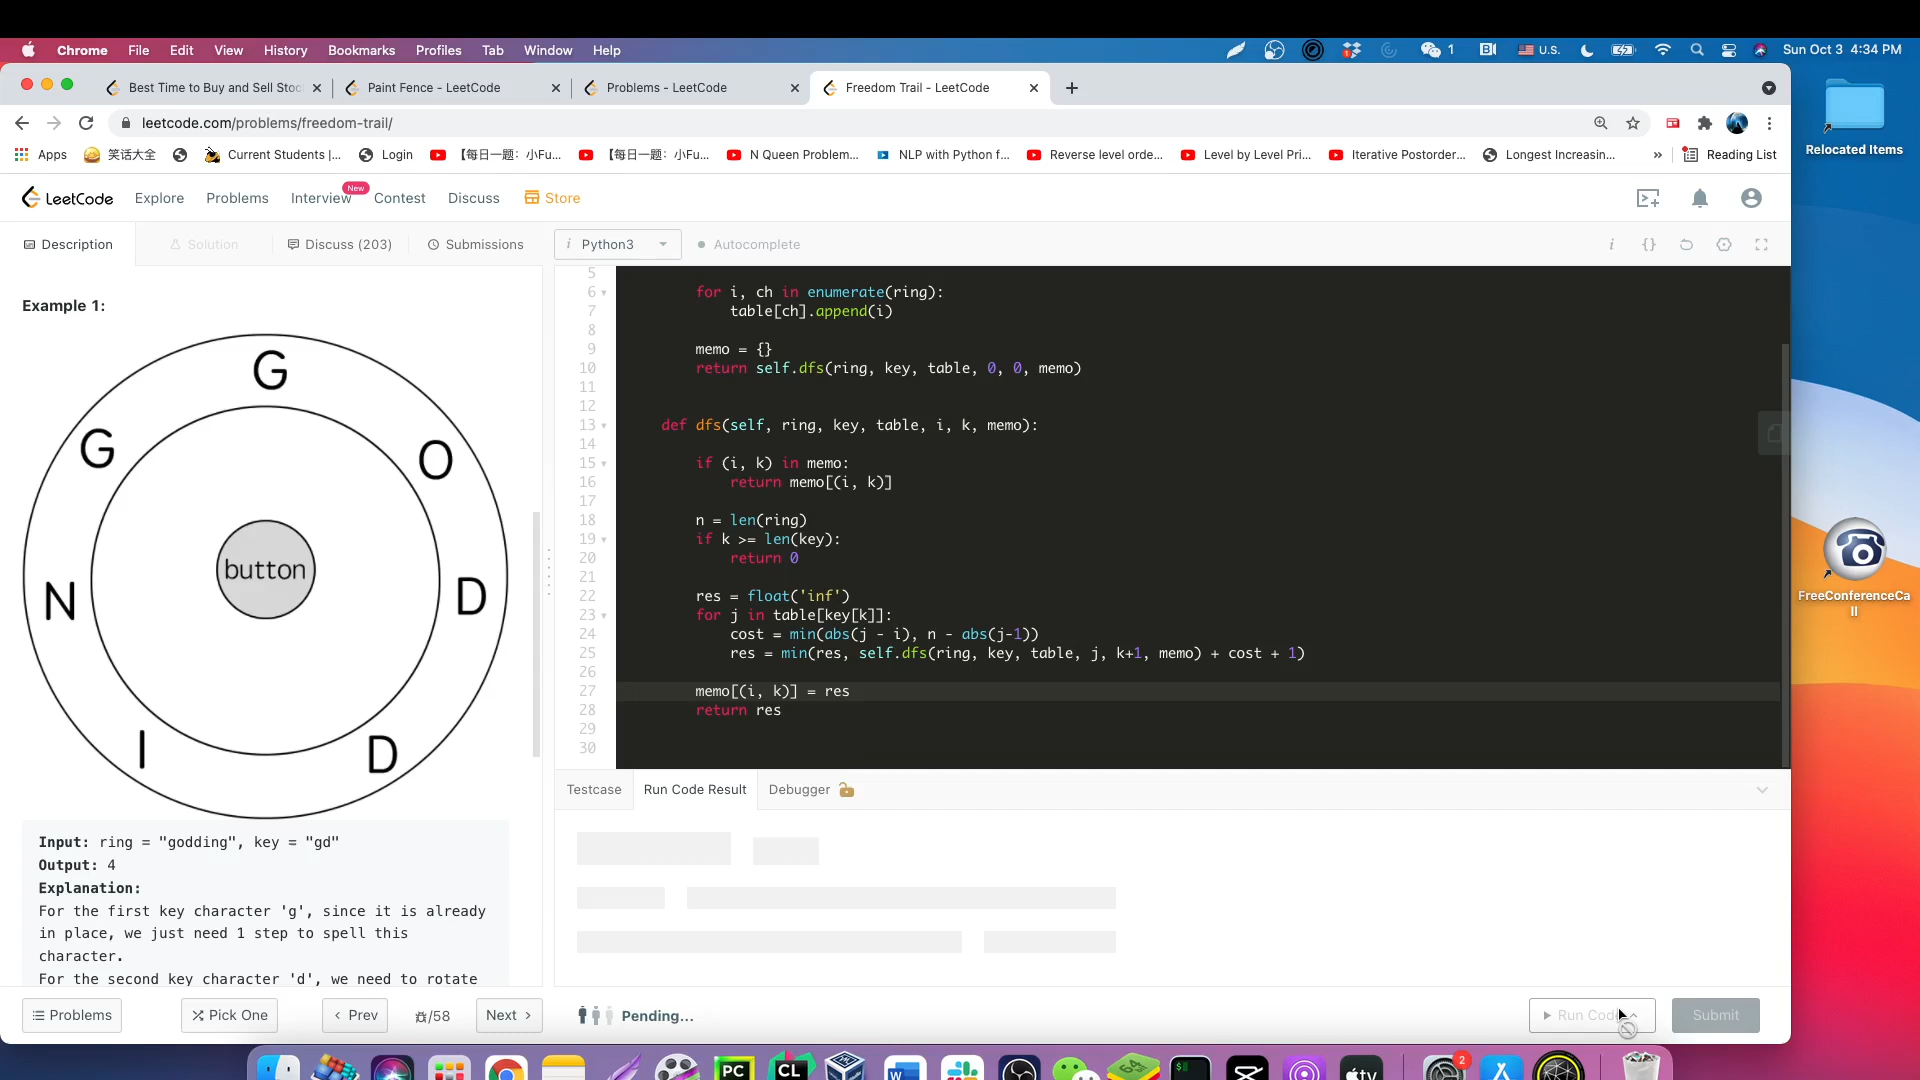 Chrome File Edit View History Bookmarks Profiles Tab Window Help 1 U.S. Sun Oct 3 4:34 PM
Best Time to Buy and Sell Stoc Paint Fence - LeetCode Problems - LeetCode Freedom Trail - LeetCode
leetcode.com/problems/freedom-trail/
Apps 笑话大全 Current Students |... Login 【每日一题：小Fu... 【每日一题：小Fu... N Queen Problem... NLP with Python f... Reverse level orde... Level by Level Pri... Iterative Postorder... Longest Increasin... » Reading List
LeetCode Explore Problems Interview New Contest Discuss Store
Description Solution Discuss (203) Submissions i Python3 Autocomplete i {}
Relocated Items
FreeConferenceCa
ll
Example 1:
G
G
O
button
N
D
I
D
Input: ring = "godding", key = "gd"
Output: 4
Explanation:
For the first key character 'g', since it is already
in place, we just need 1 step to spell this
character.
For the second key character 'd', we need to rotate
5
6 for i, ch in enumerate(ring):
7 table[ch].append(i)
8
9 memo = {}
10 return self.dfs(ring, key, table, 0, 0, memo)
11
12
13 def dfs(self, ring, key, table, i, k, memo):
14
15 if (i, k) in memo:
16 return memo[(i, k)]
17
18 n = len(ring)
19 if k >= len(key):
20 return 0
21
22 res = float('inf')
23 for j in table[key[k]]:
24 cost = min(abs(j - i), n - abs(j-1))
25 res = min(res, self.dfs(ring, key, table, j, k+1, memo) + cost + 1)
26
27 memo[(i, k)] = res
28 return res
29
30
Testcase Run Code Result Debugger
Problems Pick One < Prev /58 Next > Pending... Run Code Submit
2
PC CL W 64 $ tv